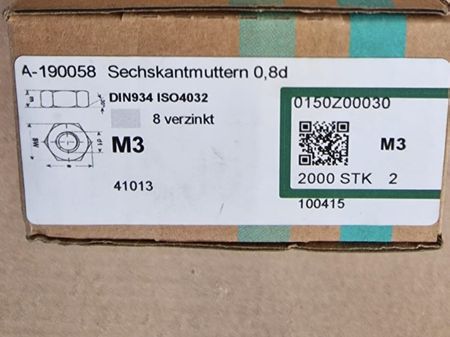 A-190058 Sechskantmuttern 0,8d
DIN934 ISO4032
8 verzinkt
M3
41013
0150Z00030
M3
2000 STK 2
100415